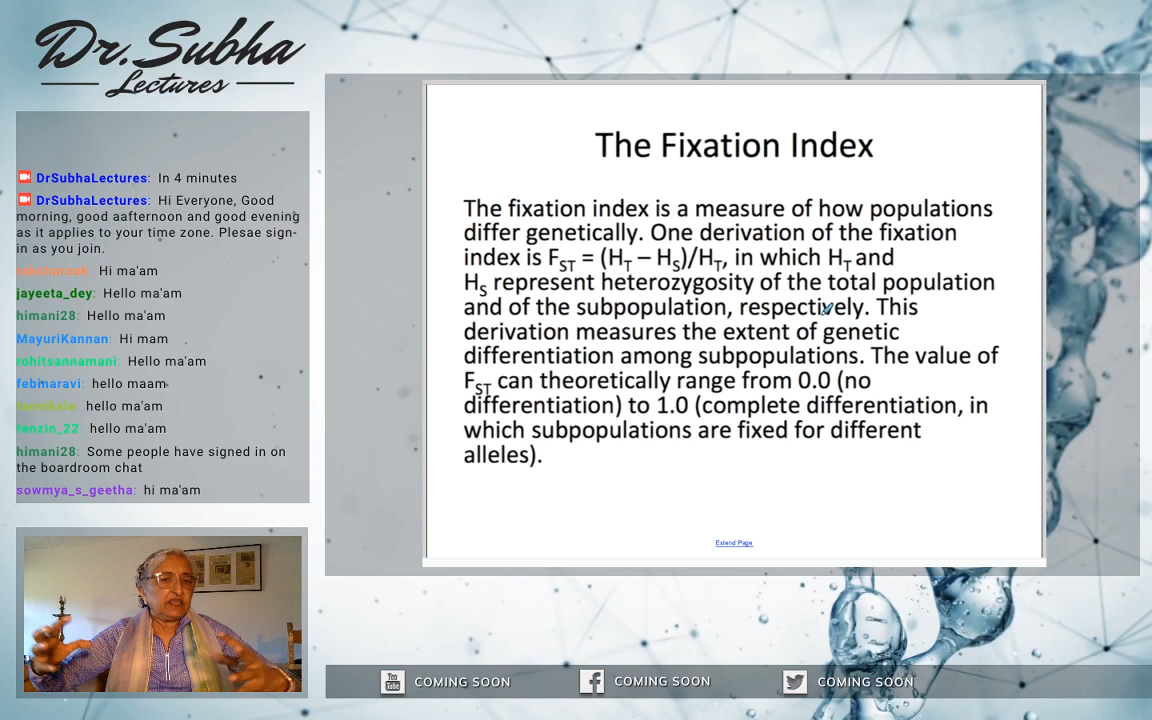 Dr. Subha
Lectures
DrSubhaLectures: In 4 minutes
DrSubhaLectures: Hi Everyone, Good
morning, good aafternoon and good evening
as it applies to your time zone. Plesae sign-
in as you join.
Hi ma'am
jayeeta_dey: Hello ma'am
himani28: Hello ma'am
MayuriKannan: Hi mam
rohitsannamani: Hello ma'am
febinaravi: hello maam
hello ma'am
tenzin_22: hello ma'am
himani28: Some people have signed in on
the boardroom chat
sowmya_s_geetha: hi ma'am
The Fixation Index
The fixation index is a measure of how populations
differ genetically. One derivation of the fixation
index is FST = (HT – HS)/HT, in which HT and
HS represent heterozygosity of the total population
and of the subpopulation, respectively. This
derivation measures the extent of genetic
differentiation among subpopulations. The value of
FST can theoretically range from 0.0 (no
differentiation) to 1.0 (complete differentiation, in
which subpopulations are fixed for different
alleles).
Extend Page
You Tube COMING SOON
COMING SOON
COMING SOON